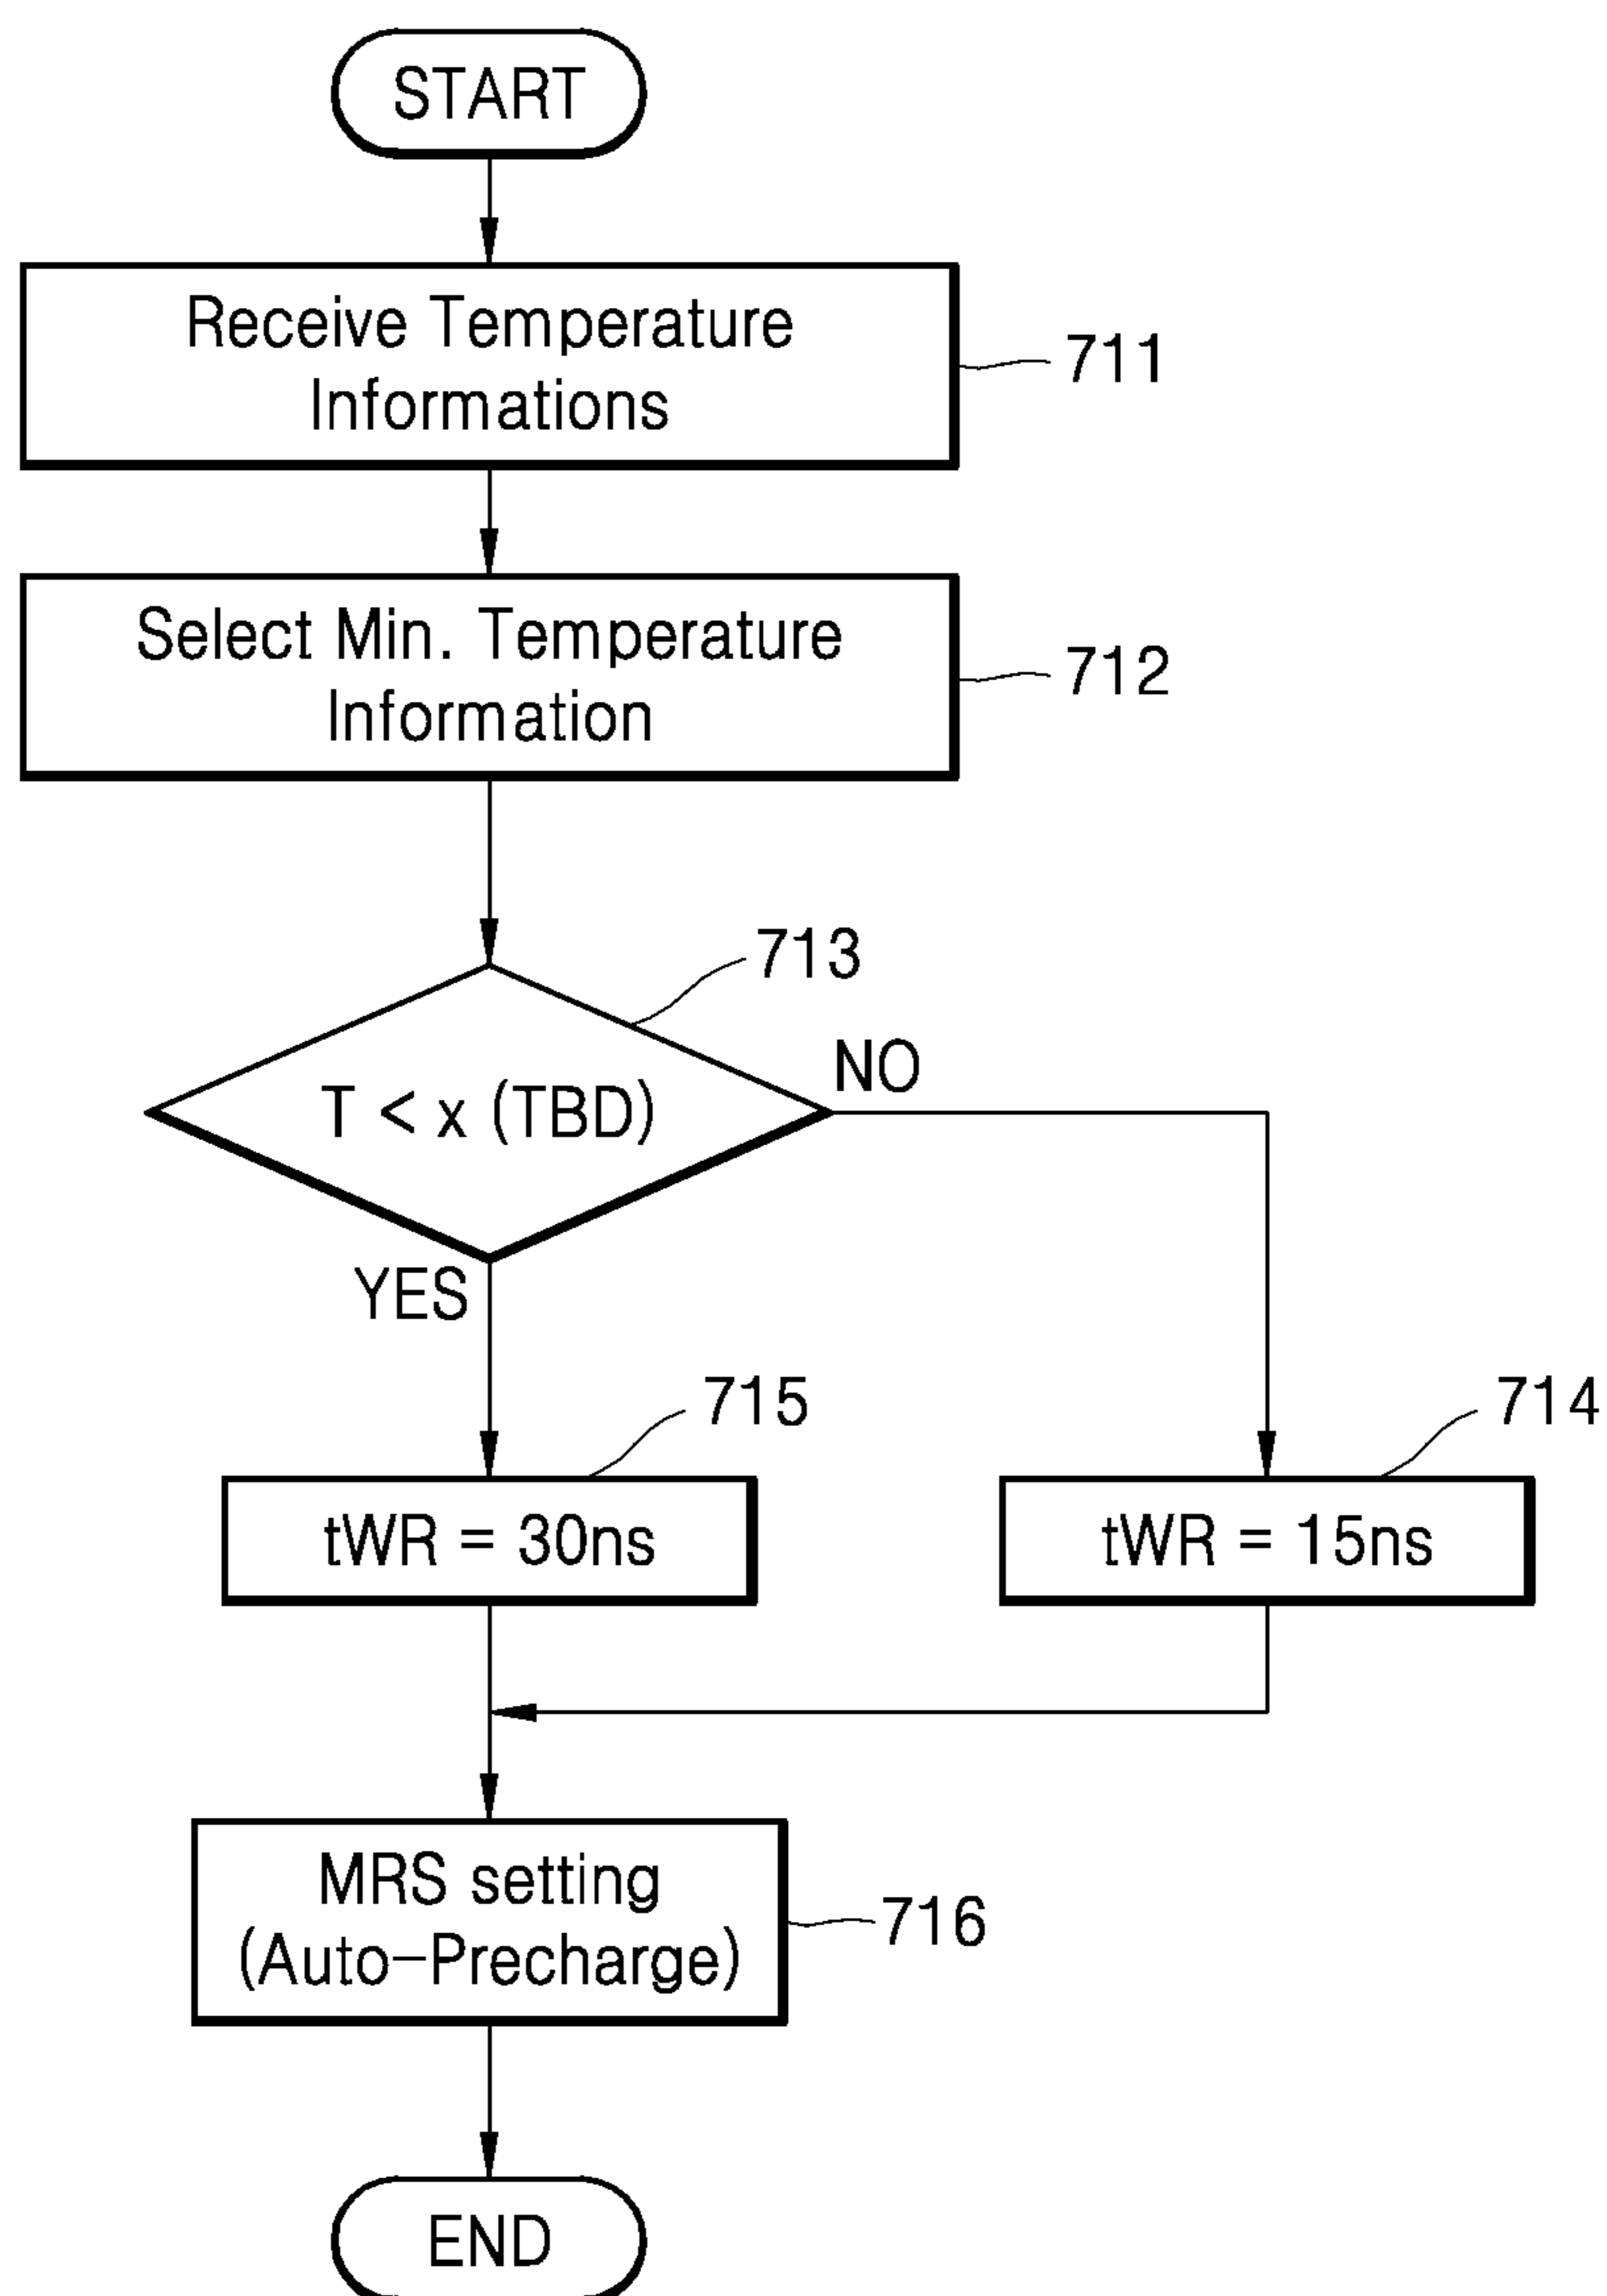 START
Receive Temperature
Informations
711
Select Min. Temperature
Information
712
713
T < x (TBD)
NO
YES
715
714
tWR = 30ns
tWR = 15ns
MRS setting
(Auto-Precharge)
716
END